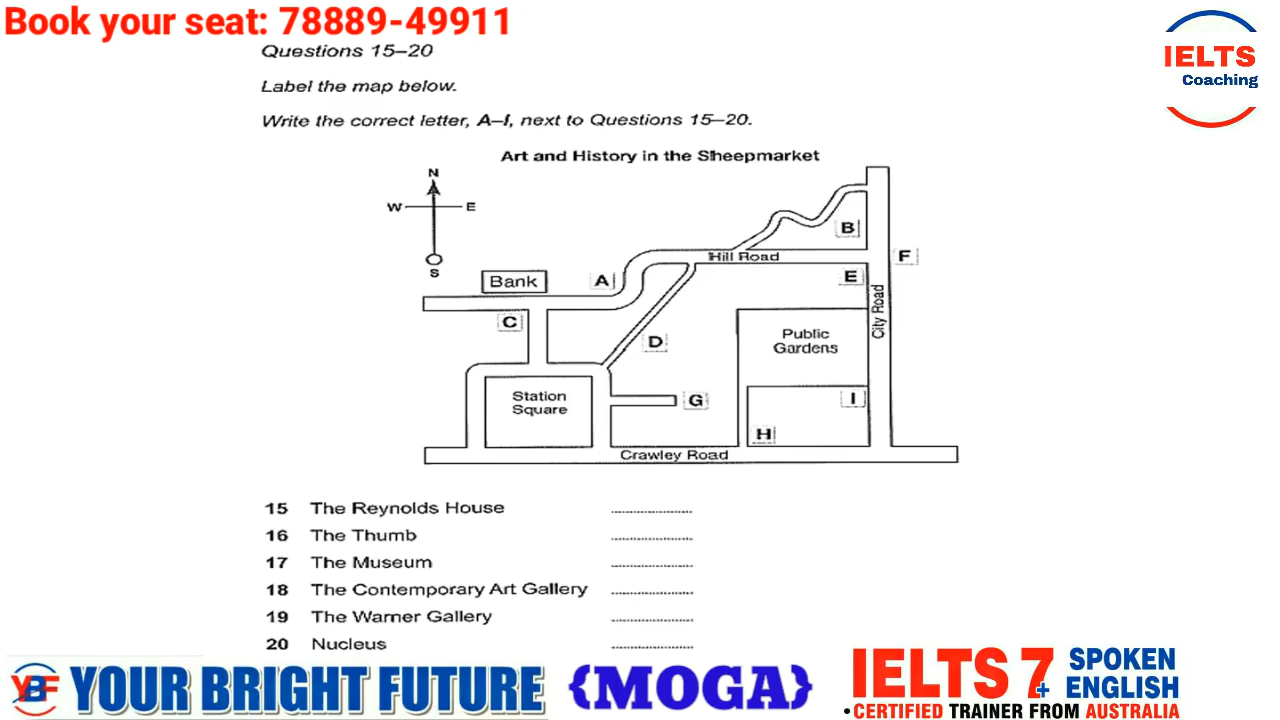 Book your seat: 78889-49911
IELTS
Coaching
Questions 15–20
Label the map below.
Write the correct letter, A–I, next to Questions 15–20.
Art and History in the Sheepmarket
N
W E
S
B
Hill Road
F
A
E
Bank
C
City Road
D
Public
Gardens
Station
Square
G
I
H
Crawley Road
15 The Reynolds House ........................
16 The Thumb ........................
17 The Museum ........................
18 The Contemporary Art Gallery ........................
19 The Warner Gallery ........................
20 Nucleus ........................
YBF YOUR BRIGHT FUTURE {MOGA}
IELTS 7+ SPOKEN ENGLISH
•CERTIFIED TRAINER FROM AUSTRALIA